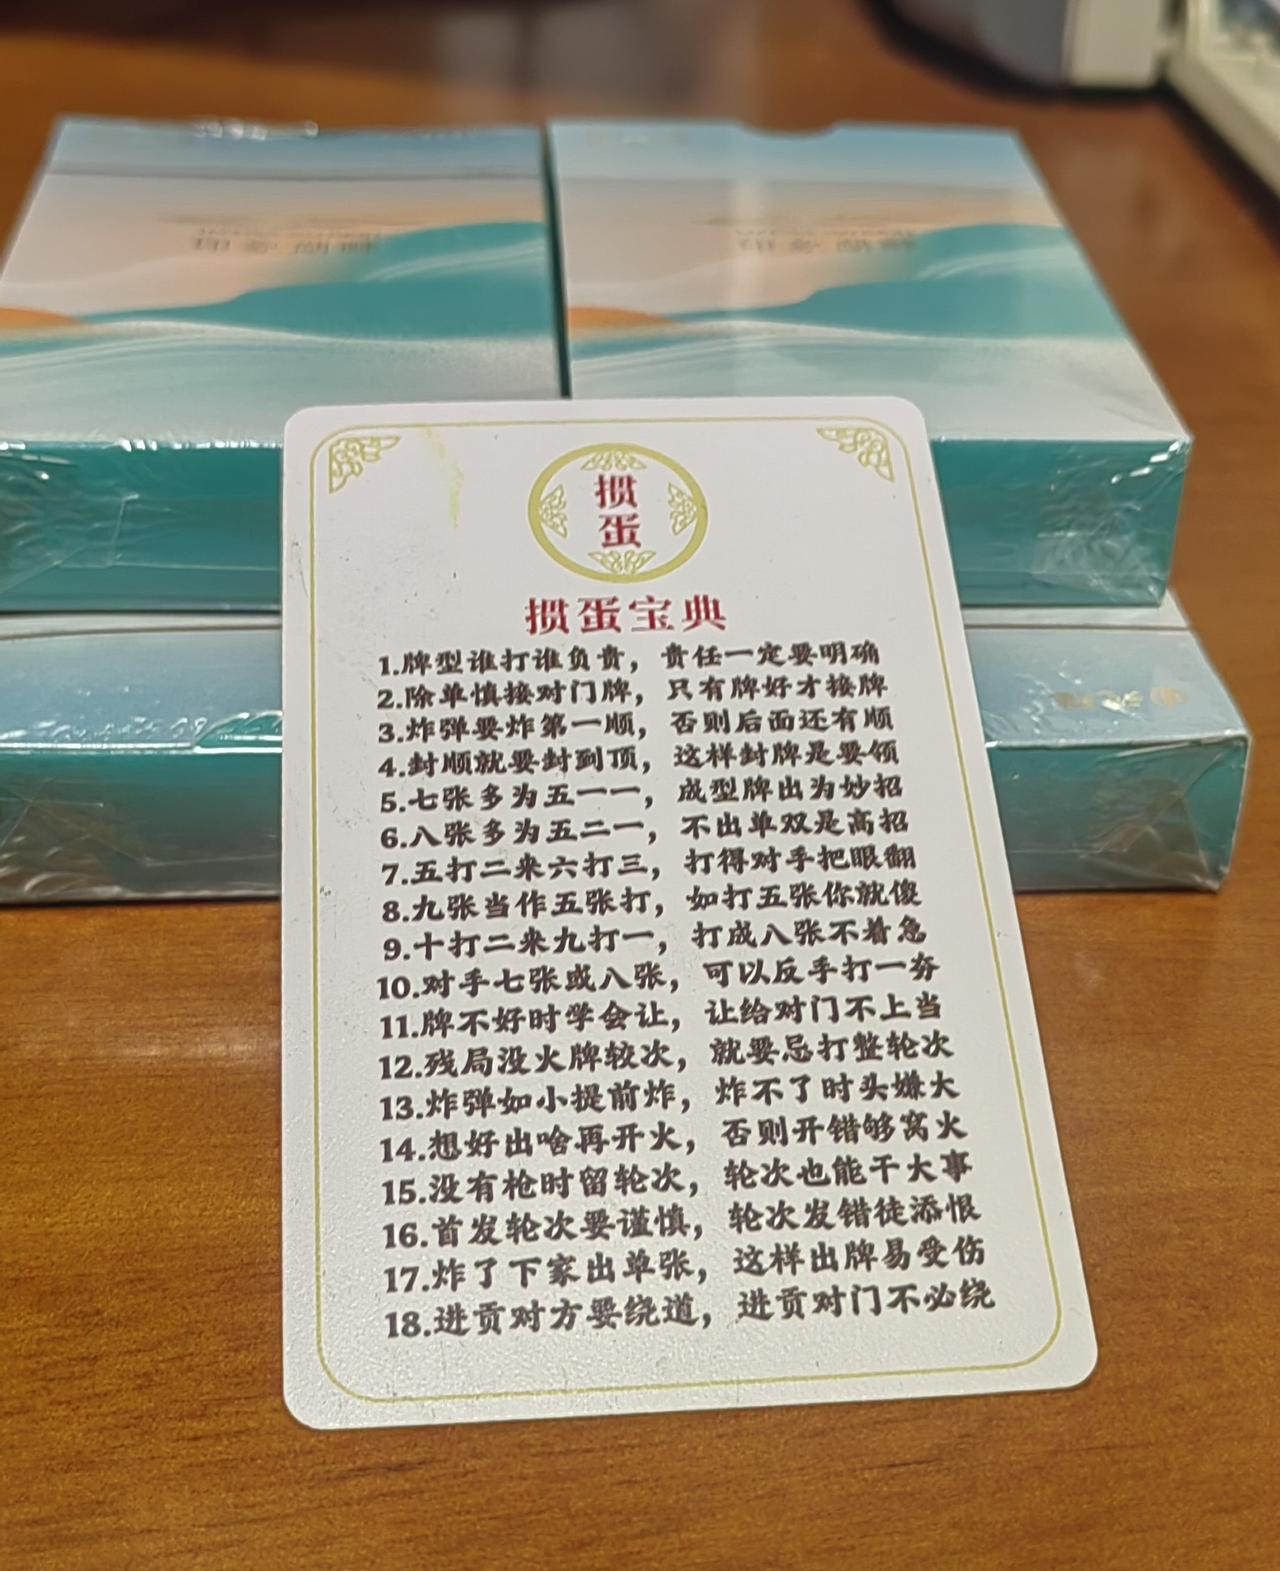 掼
蛋
掼蛋宝典
1.牌型谁打谁负责，责任一定要明确
2.除单慎接对门牌，只有牌好才接牌
3.炸弹要炸第一顺，否则后面还有顺
4.封顺就要封到顶，这样封牌是要领
5.七张多为五一一，成型牌出为妙招
6.八张多为五二一，不出单双是高招
7.五打二来六打三，打得对手把眼翻
8.九张当作五张打，如打五张你就傻
9.十打二来九打一，打成八张不着急
10.对手七张或八张，可以反手打一夯
11.牌不好时学会让，让给对门不上当
12.残局没火牌较次，就要忌打整轮次
13.炸弹如小提前炸，炸不了时头嫌大
14.想好出啥再开火，否则开错够窝火
15.没有枪时留轮次，轮次也能干大事
16.首发轮次要谨慎，轮次发错徒添恨
17.炸了下家出单张，这样出牌易受伤
18.进贡对方要绕道，进贡对门不必绕